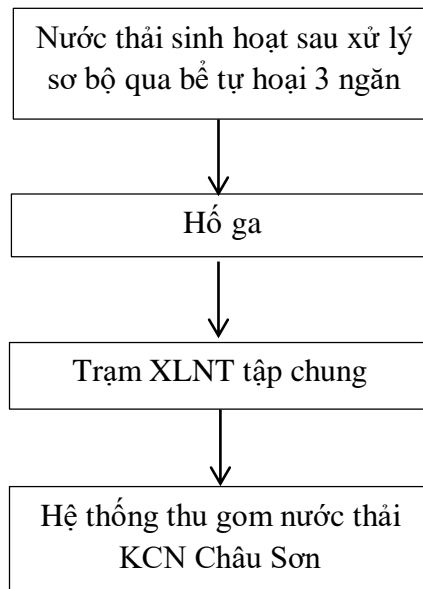 Nước thải sinh hoạt sau xử lý
sơ bộ qua bể tự hoại 3 ngăn
Hố ga
Trạm XLNT tập chung
Hệ thống thu gom nước thải
KCN Châu Sơn